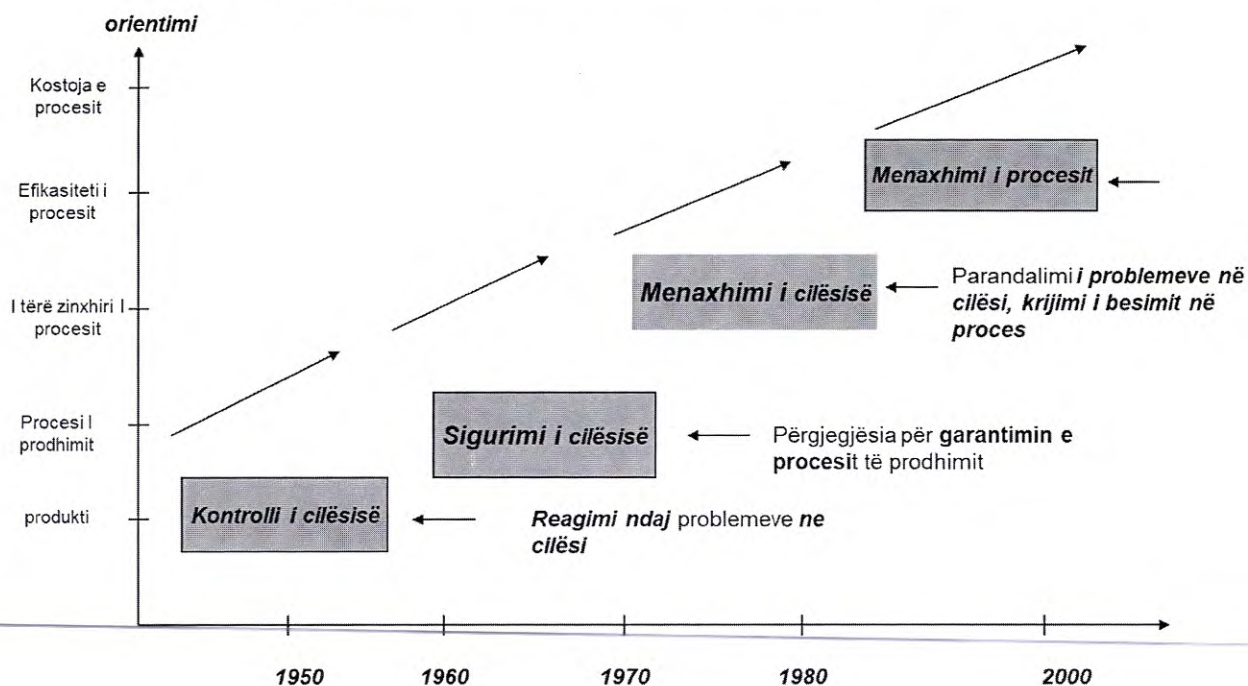 orientimi
Kostoja e
procesit
Efikasiteti i
procesit
I tërë zinxhiri I
procesit
Procesi I
prodhimit
produkti
Menaxhimi i procesit
Menaxhimi i cilësisë
Parandalimi i problemeve në
cilësi, krijimi i besimit në
proces
Sigurimi i cilësisë
Përgjegjësia për garantimin e
procesit të prodhimit
Kontrolli i cilësisë
Reagimi ndaj problemeve ne
cilësi
1950 1960 1970 1980 2000